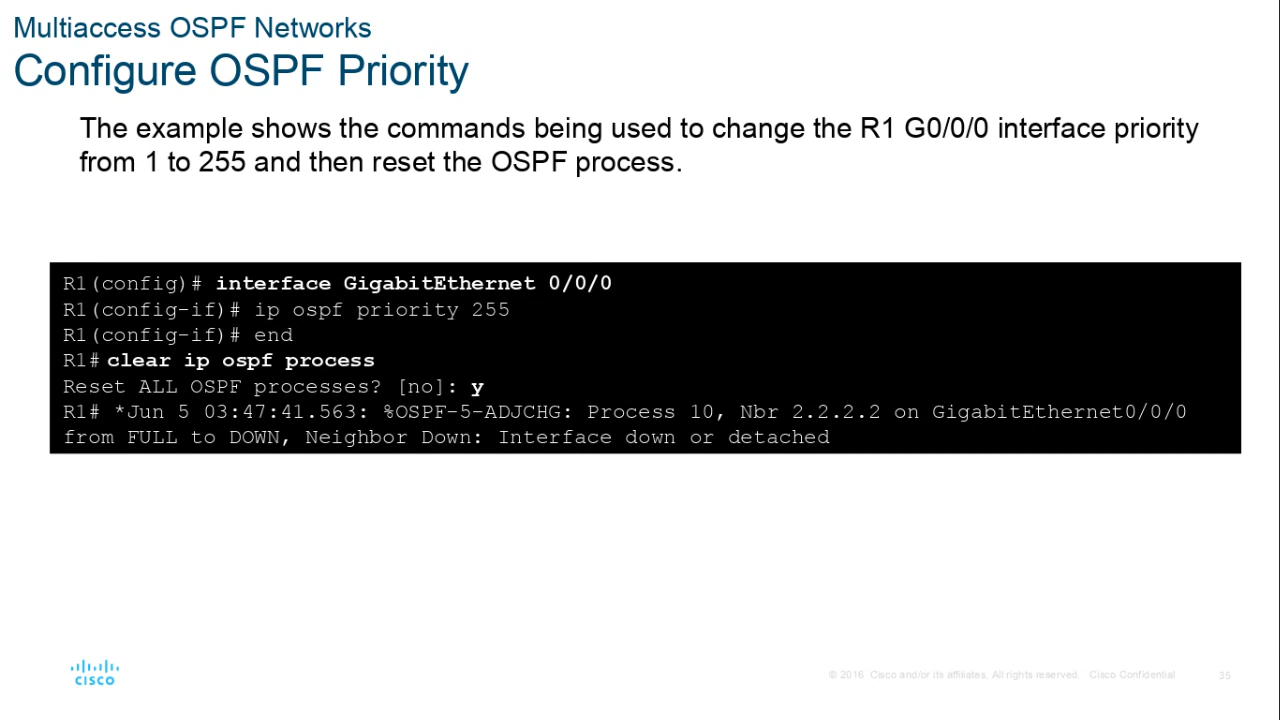 Multiaccess OSPF Networks
Configure OSPF Priority
The example shows the commands being used to change the R1 G0/0/0 interface priority
from 1 to 255 and then reset the OSPF process.
R1(config)# interface GigabitEthernet 0/0/0
R1(config-if)# ip ospf priority 255
R1(config-if)# end
R1# clear ip ospf process
Reset ALL OSPF processes? [no]: y
R1# *Jun 5 03:47:41.563: %OSPF-5-ADJCHG: Process 10, Nbr 2.2.2.2 on GigabitEthernet0/0/0
from FULL to DOWN, Neighbor Down: Interface down or detached
CISCO
© 2016 Cisco and/or its affiliates. All rights reserved. Cisco Confidential
35